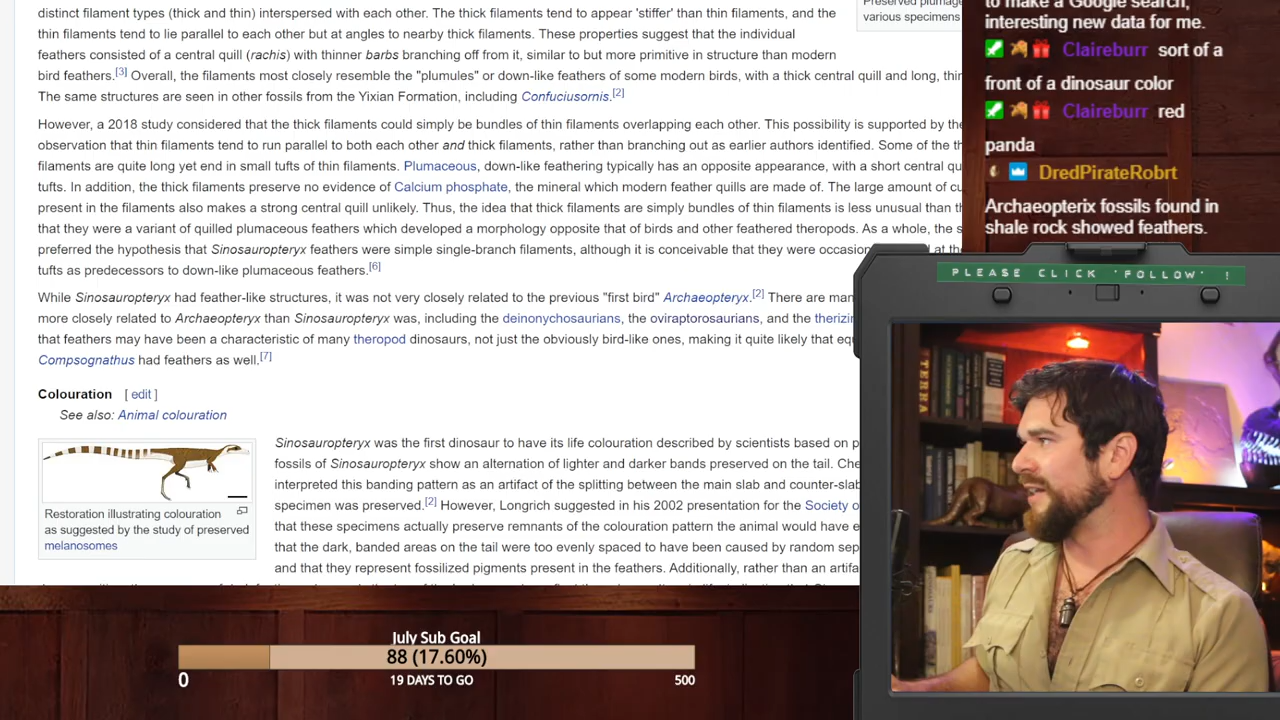 distinct filament types (thick and thin) interspersed with each other. The thick filaments tend to appear 'stiffer' than thin filaments, and the
thin filaments tend to lie parallel to each other but at angles to nearby thick filaments. These properties suggest that the individual
feathers consisted of a central quill (rachis) with thinner barbs branching off from it, similar to but more primitive in structure than modern
bird feathers.[3] Overall, the filaments most closely resemble the "plumules" or down-like feathers of some modern birds, with a thick central quill and long, thin
The same structures are seen in other fossils from the Yixian Formation, including Confuciusornis.[2]
However, a 2018 study considered that the thick filaments could simply be bundles of thin filaments overlapping each other. This possibility is supported by the
observation that thin filaments tend to run parallel to both each other and thick filaments, rather than branching out as earlier authors identified. Some of the
filaments are quite long yet end in small tufts of thin filaments. Plumaceous, down-like feathering typically has an opposite appearance, with a short central
tufts. In addition, the thick filaments preserve no evidence of Calcium phosphate, the mineral which modern feather quills are made of. The large amount of
present in the filaments also makes a strong central quill unlikely. Thus, the idea that thick filaments are simply bundles of thin filaments is less unusual than
that they were a variant of quilled plumaceous feathers which developed a morphology opposite that of birds and other feathered theropods. As a whole, the
preferred the hypothesis that Sinosauropteryx feathers were simple single-branch filaments, although it is conceivable that they were at the
tufts as predecessors to down-like plumaceous feathers.[6]
While Sinosauropteryx had feather-like structures, it was not very closely related to the previous "first bird" Archaeopteryx.[2] There are
more closely related to Archaeopteryx than Sinosauropteryx was, including the deinonychosaurians, the oviraptorosaurians, and the
that feathers may have been a characteristic of many theropod dinosaurs, not just the obviously bird-like ones, making it quite likely that
Compsognathus had feathers as well.[7]
Colouration [ edit ]
See also: Animal colouration
Restoration illustrating colouration
as suggested by the study of preserved
melanosomes
Sinosauropteryx was the first dinosaur to have its life colouration described by scientists based on
fossils of Sinosauropteryx show an alternation of lighter and darker bands preserved on the tail.
interpreted this banding pattern as an artifact of the splitting between the main slab and
specimen was preserved.[2] However, Longrich suggested in his 2002 presentation for the Society
that these specimens actually preserve remnants of the colouration pattern the animal would have
that the dark, banded areas on the tail were too evenly spaced to have been caused by random
and that they represent fossilized pigments present in the feathers. Additionally, rather than an
Preserved plumage
various specimens
to make a Google search,
interesting new data for me.
Claireburr sort of a
front of a dinosaur color
Claireburr red
panda
DredPirateRobrt
Archaeopterix fossils found in
shale rock showed feathers.
PLEASE CLICK 'FOLLOW' !
TERRA
July Sub Goal
88 (17.60%)
0 19 DAYS TO GO 500